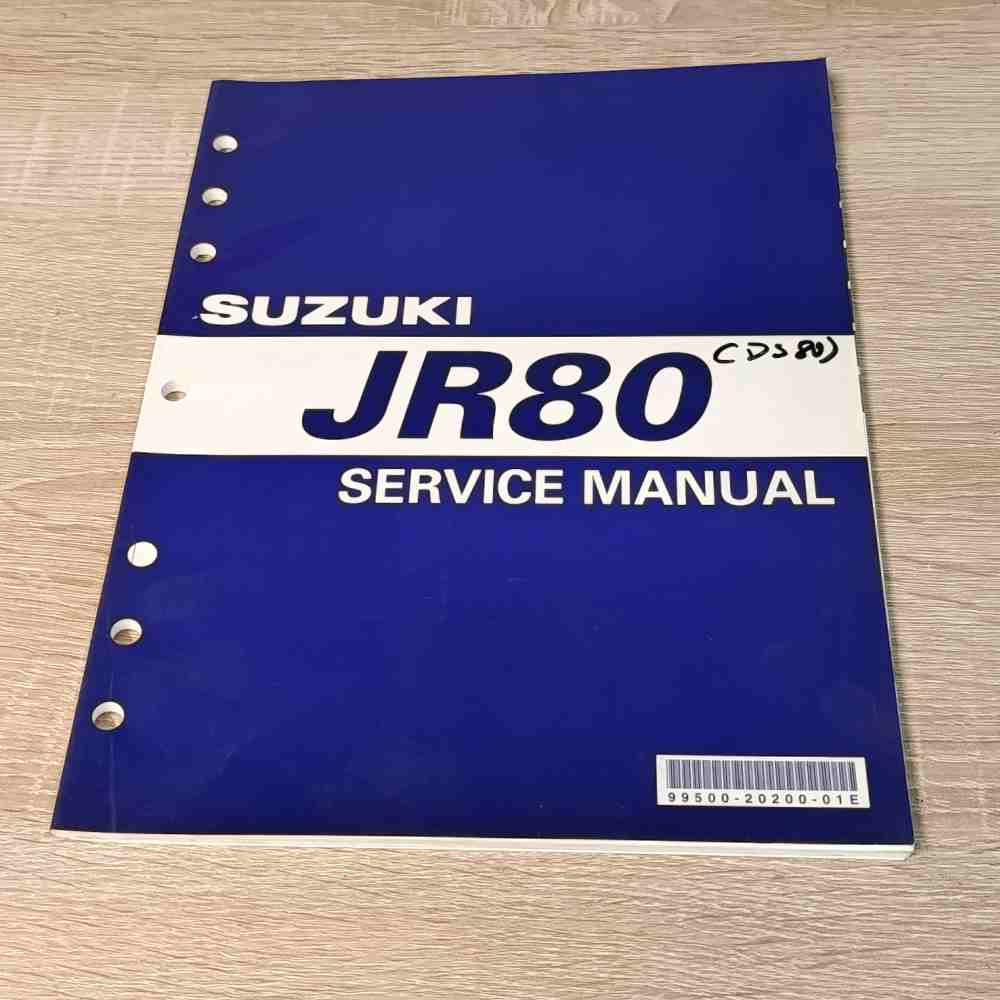 SUZUKI
JR80 (DS80)
SERVICE MANUAL
99500-20200-01E